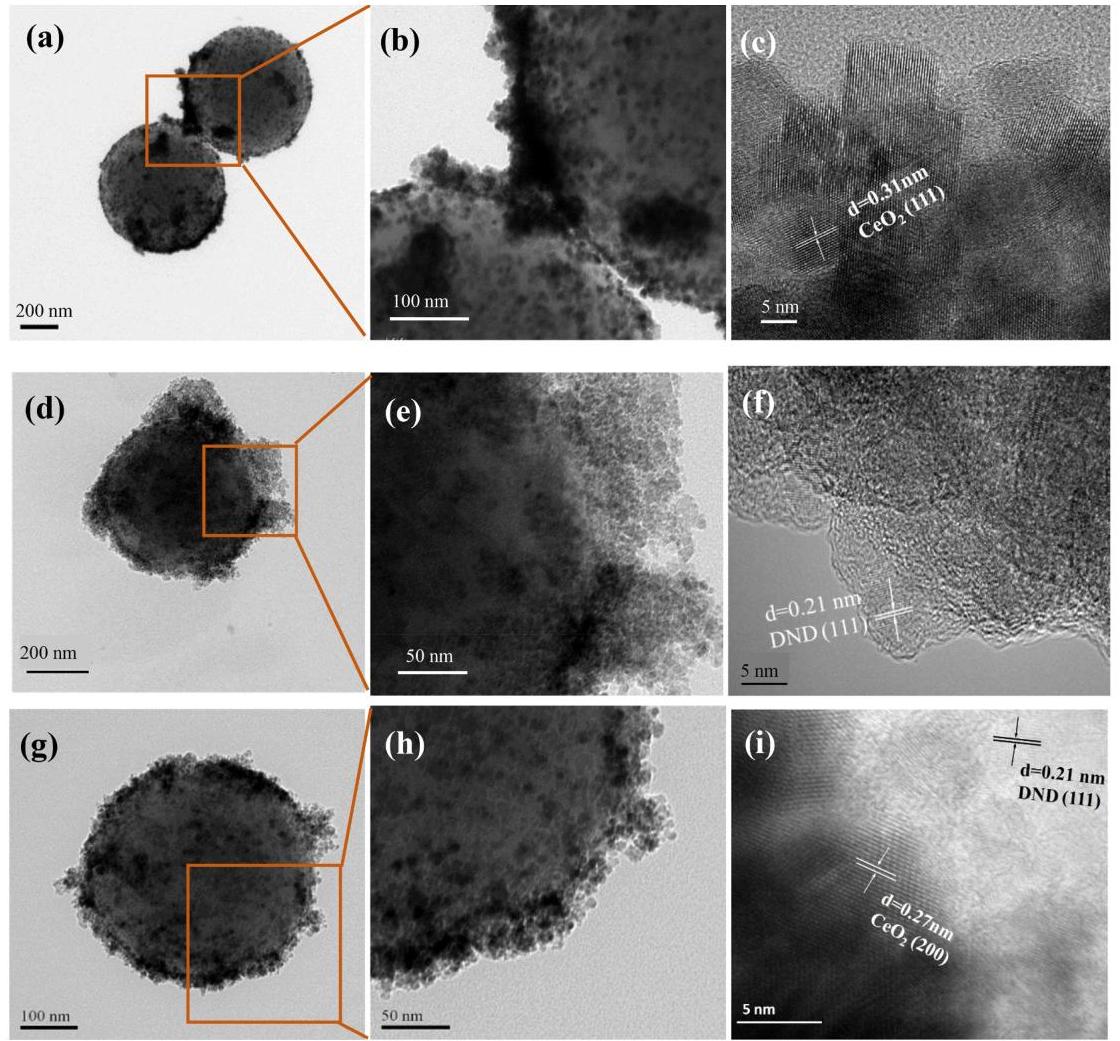 (a)
200 nm
(b)
100 nm
(c)
d=0.31nm
CeO₂ (111)
5 nm
(d)
200 nm
(e)
50 nm
(f)
d=0.21 nm
DND (111)
5 nm
(g)
100 nm
(h)
50 nm
(i)
d=0.21 nm
DND (111)
d=0.27nm
CeO₂ (200)
5 nm